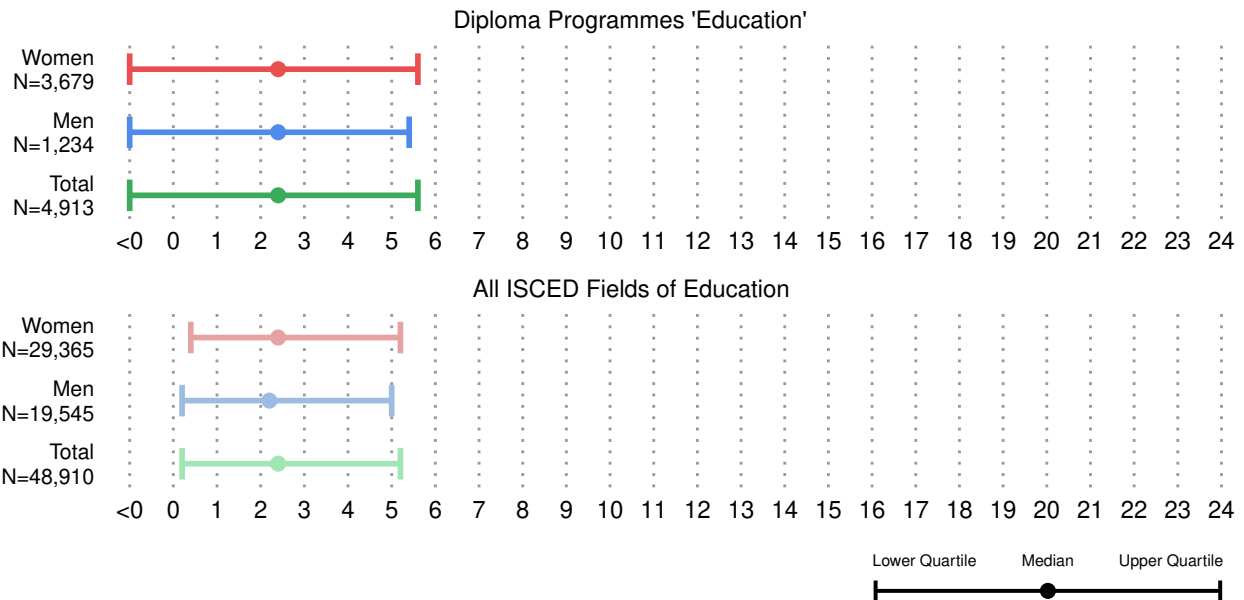 Diploma Programmes 'Education'
Women
N=3,679
Men
N=1,234
Total
N=4,913
<0 0 1 2 3 4 5 6 7 8 9 10 11 12 13 14 15 16 17 18 19 20 21 22 23 24
All ISCED Fields of Education
Women
N=29,365
Men
N=19,545
Total
N=48,910
<0 0 1 2 3 4 5 6 7 8 9 10 11 12 13 14 15 16 17 18 19 20 21 22 23 24
Lower Quartile Median Upper Quartile